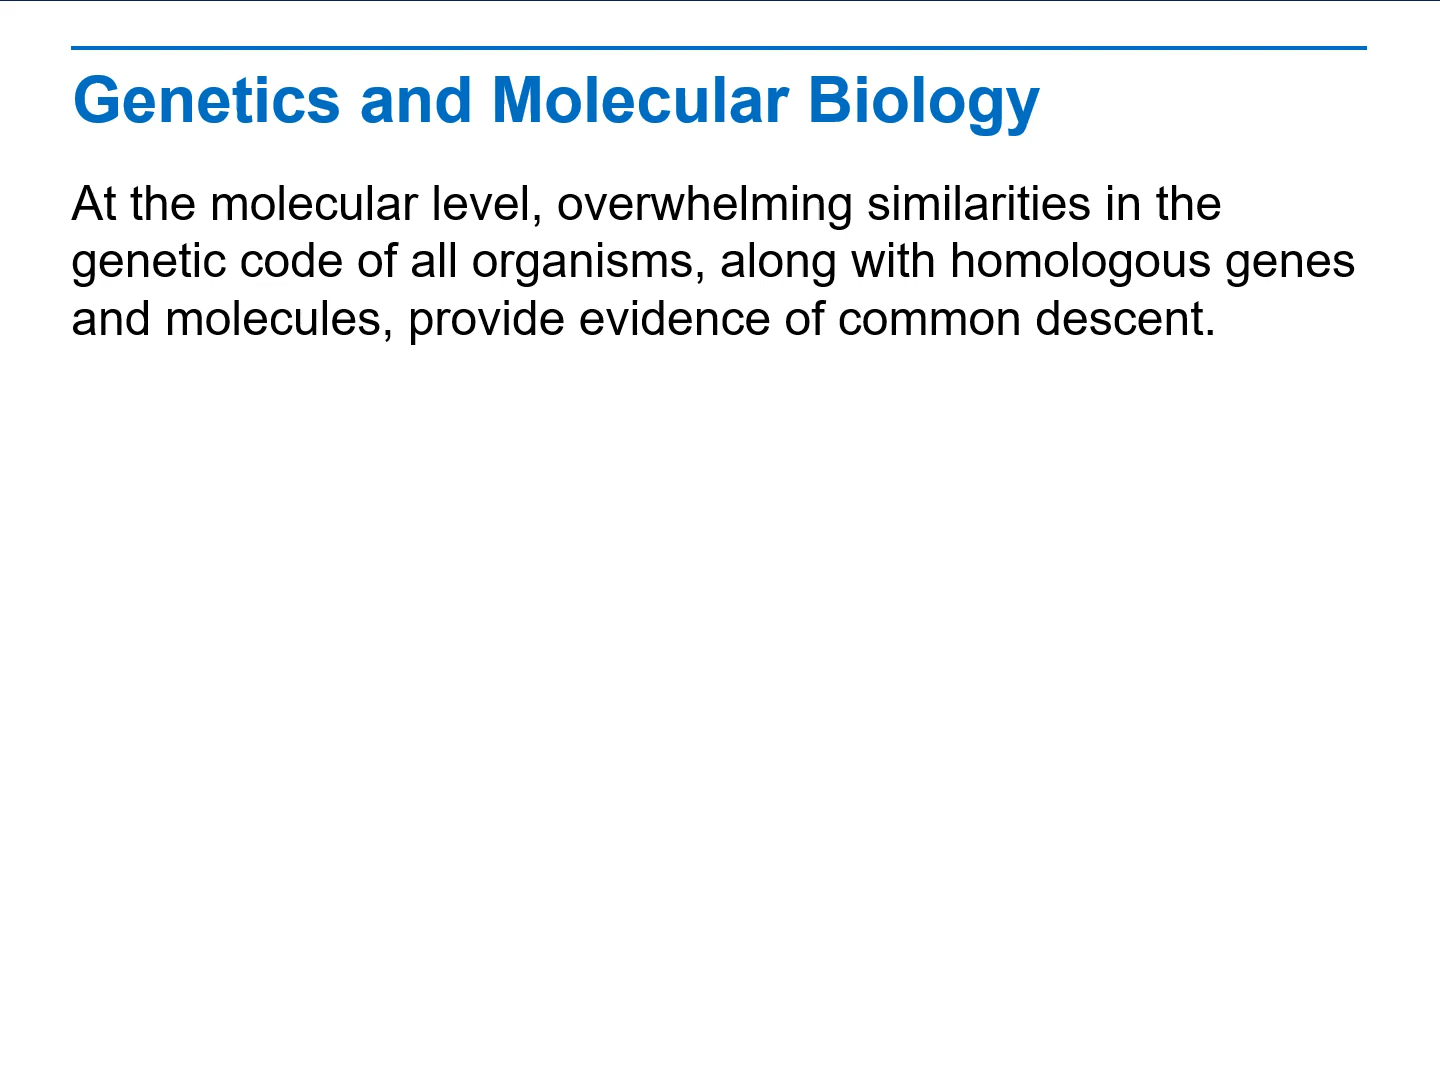 Genetics and Molecular Biology
At the molecular level, overwhelming similarities in the
genetic code of all organisms, along with homologous genes
and molecules, provide evidence of common descent.